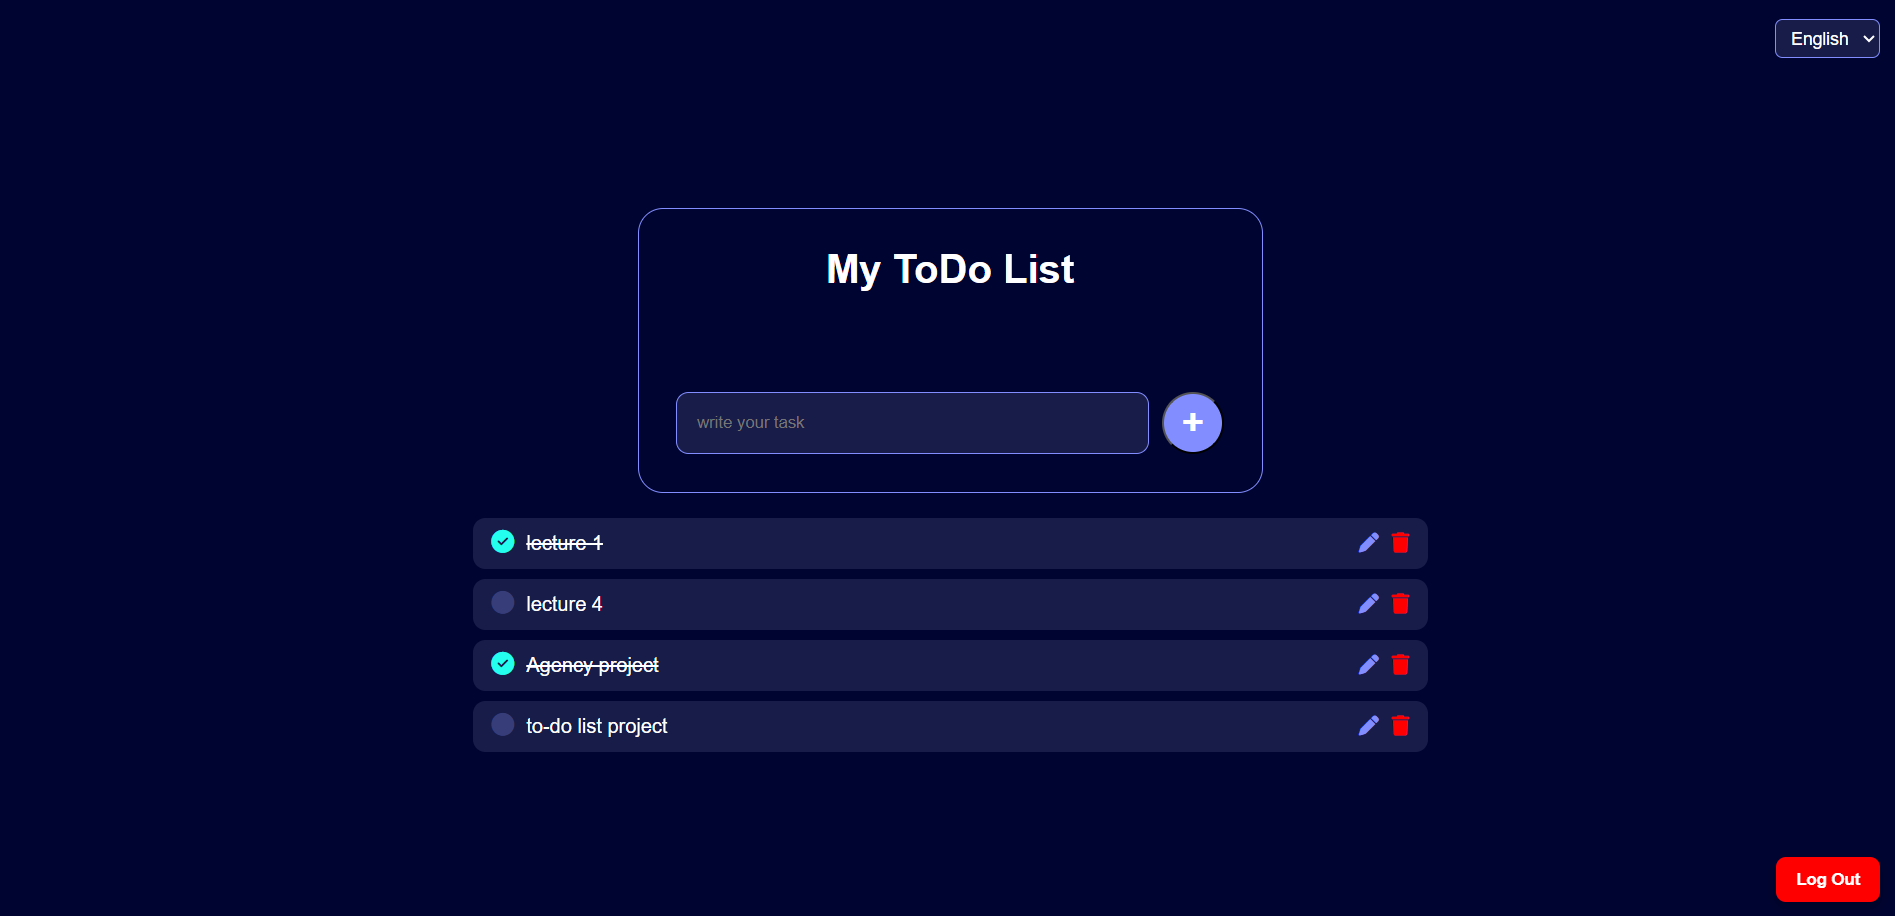 English
My ToDo List
write your task
lecture 1
lecture 4
Agency project
to-do list project
Log Out